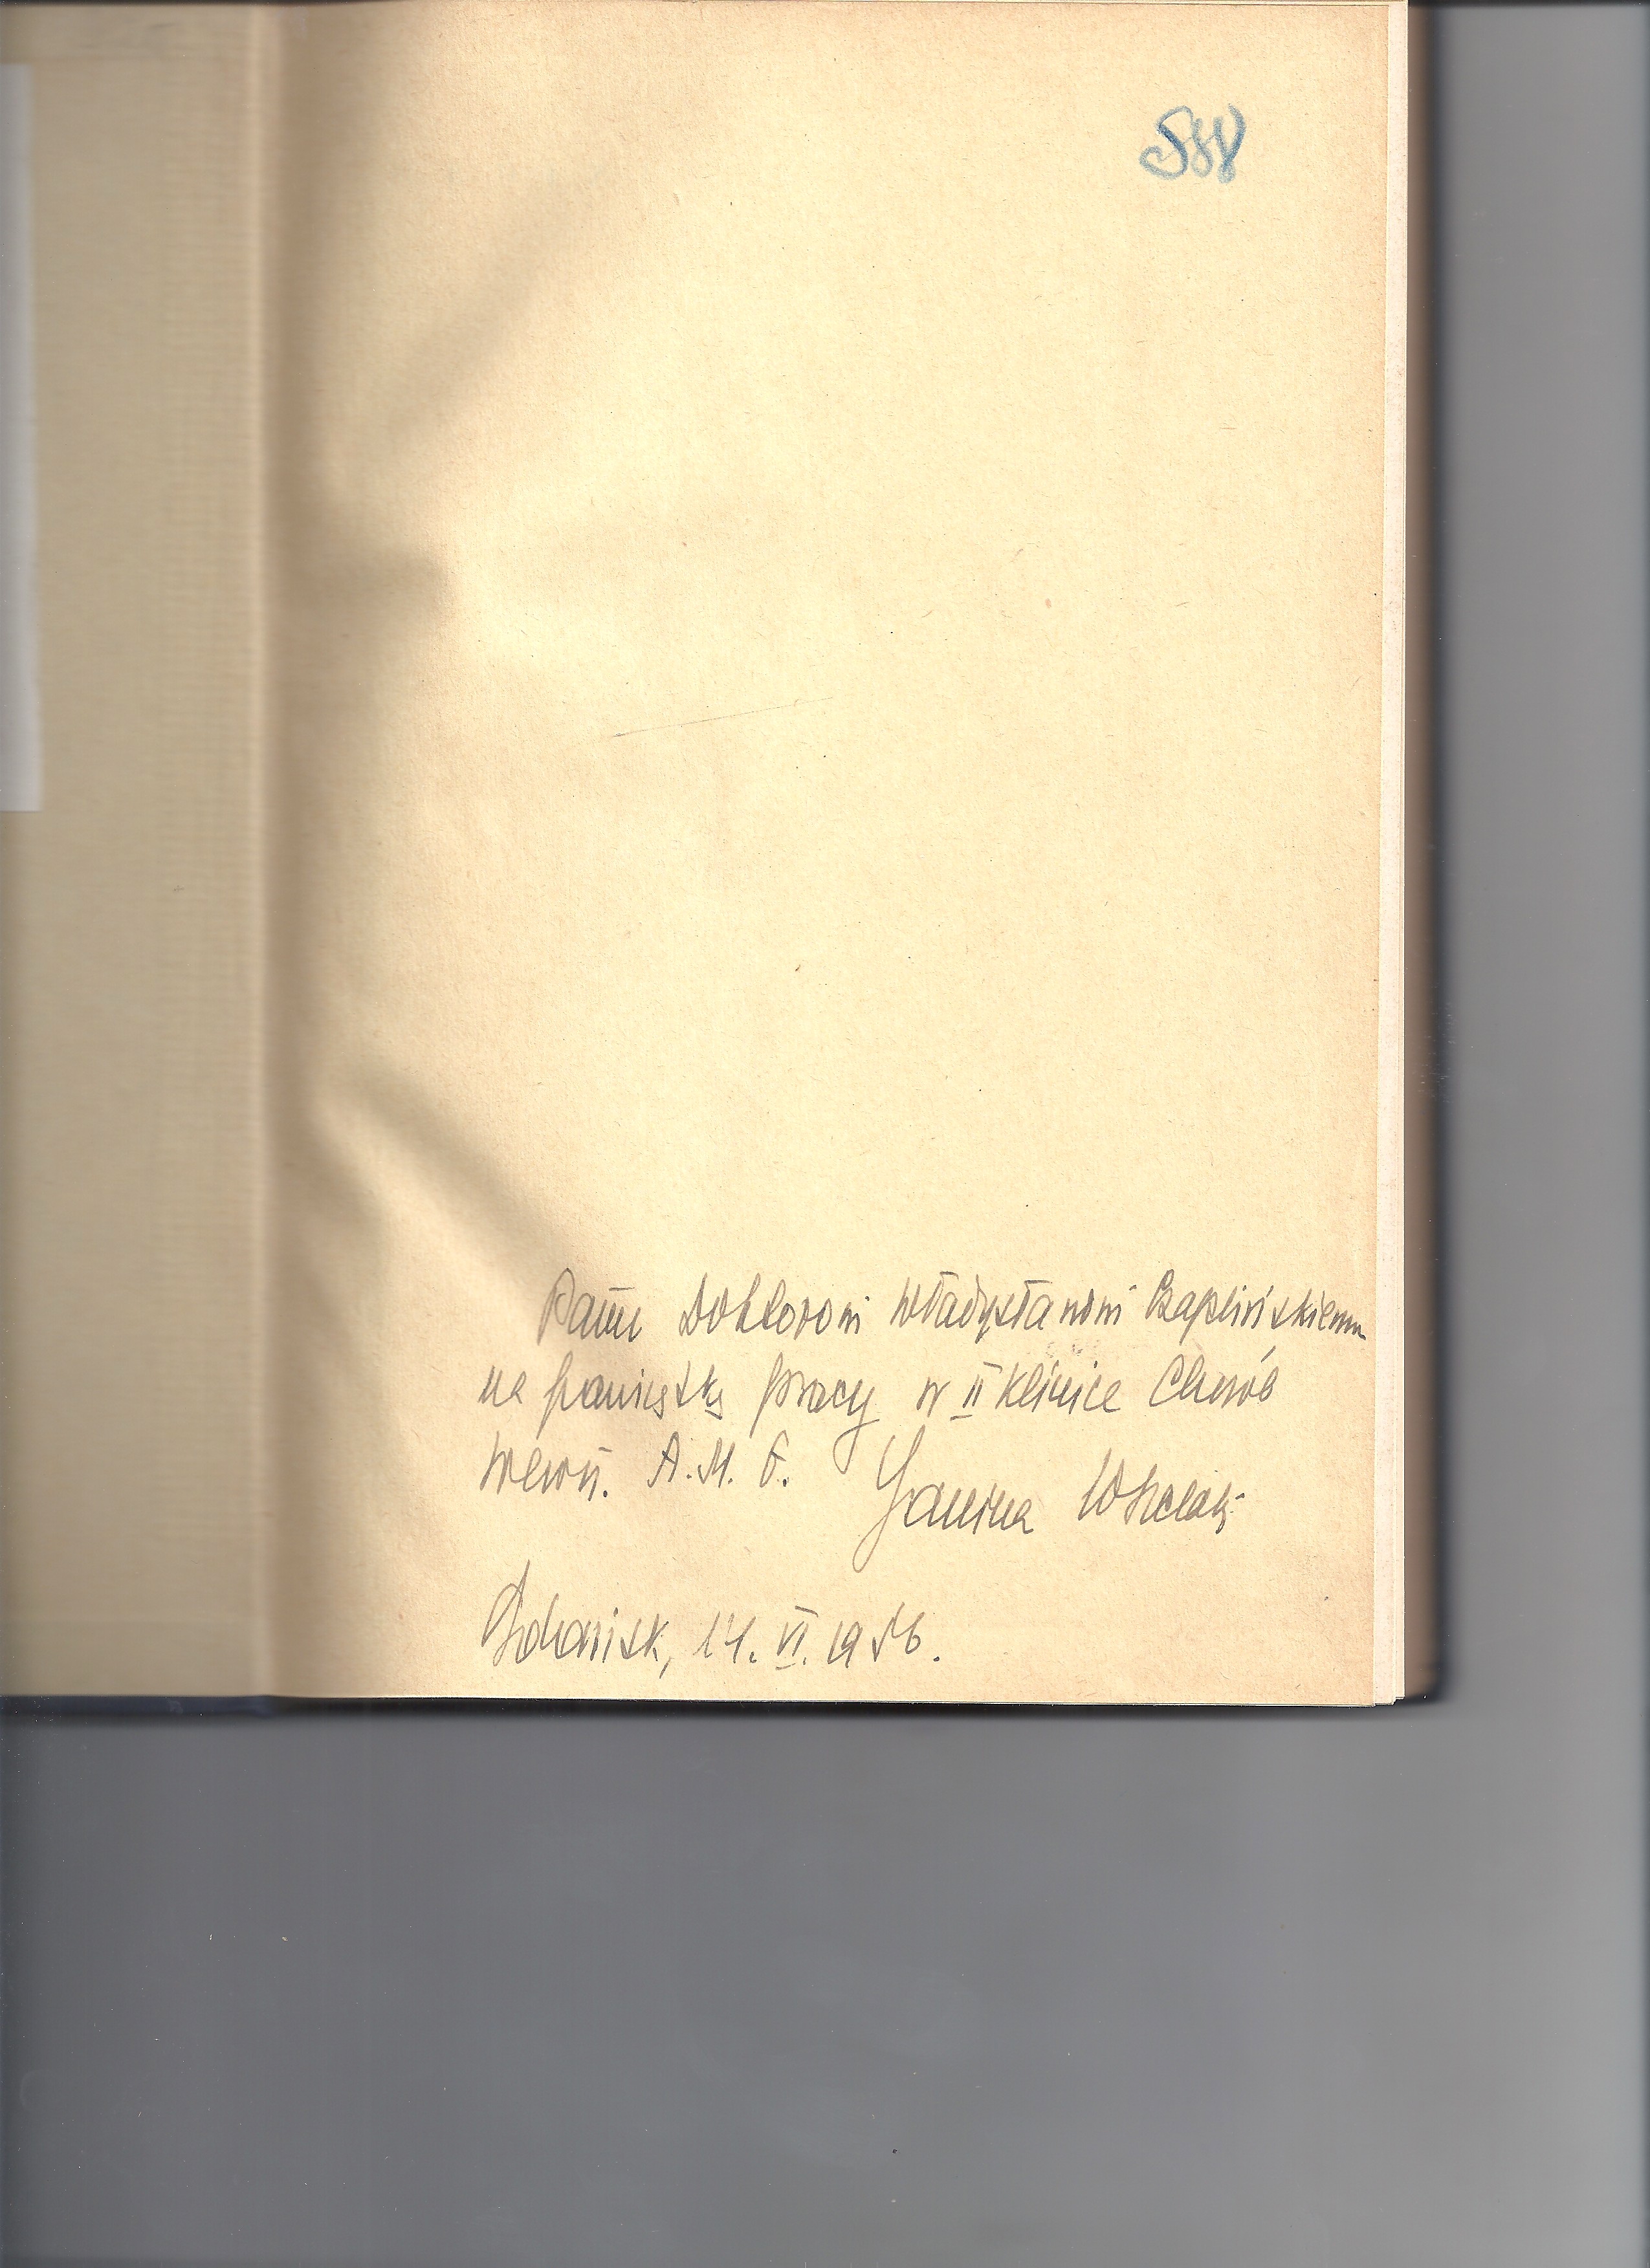 Panu Doktorowi Władysławowi Czaplińskiemu
na pamiątkę pracy w II Klinice Chorób
Wewn. A.M. G.
Janina
Gdańsk, 14. VI. 1956.